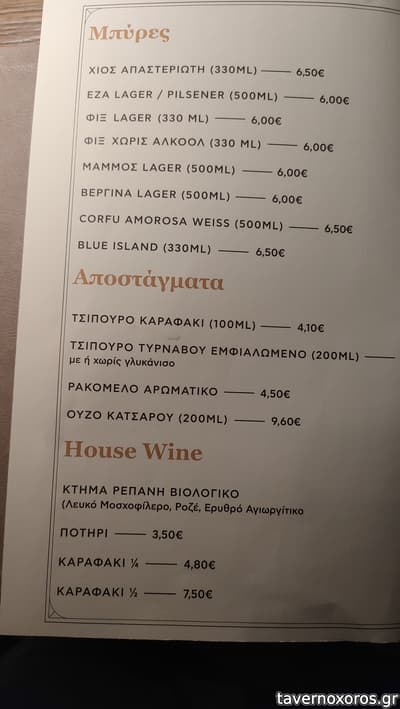 Μπύρες
ΧΙΟΣ ΑΠΑΣΤΕΡΙΩΤΗ (330ML) —— 6,50€
ΕΖΑ LAGER / PILSENER (500ML) —— 6,00€
ΦΙΞ LAGER (330 ML) —— 6,00€
ΦΙΞ ΧΩΡΙΣ ΑΛΚΟΟΛ (330 ML) —— 6,00€
ΜΑΜΜΟΣ LAGER (500ML) —— 6,00€
ΒΕΡΓΙΝΑ LAGER (500ML) —— 6,00€
CORFU AMOROSA WEISS (500ML) —— 6,50€
BLUE ISLAND (330ML) —— 6,50€
Αποστάγματα
ΤΣΙΠΟΥΡΟ ΚΑΡΑΦΑΚΙ (100ML) —— 4,10€
ΤΣΙΠΟΥΡΟ ΤΥΡΝΑΒΟΥ ΕΜΦΙΑΛΩΜΕΝΟ (200ML) ——
με ή χωρίς γλυκάνισο
ΡΑΚΟΜΕΛΟ ΑΡΩΜΑΤΙΚΟ —— 4,50€
ΟΥΖΟ ΚΑΤΣΑΡΟΥ (200ML) —— 9,60€
House Wine
ΚΤΗΜΑ ΡΕΠΑΝΗ ΒΙΟΛΟΓΙΚΟ
(Λευκό Μοσχοφίλερο, Ροζέ, Ερυθρό Αγιωργίτικο
ΠΟΤΗΡΙ —— 3,50€
ΚΑΡΑΦΑΚΙ ¼ —— 4,80€
ΚΑΡΑΦΑΚΙ ½ —— 7,50€
tavernoxoros.gr